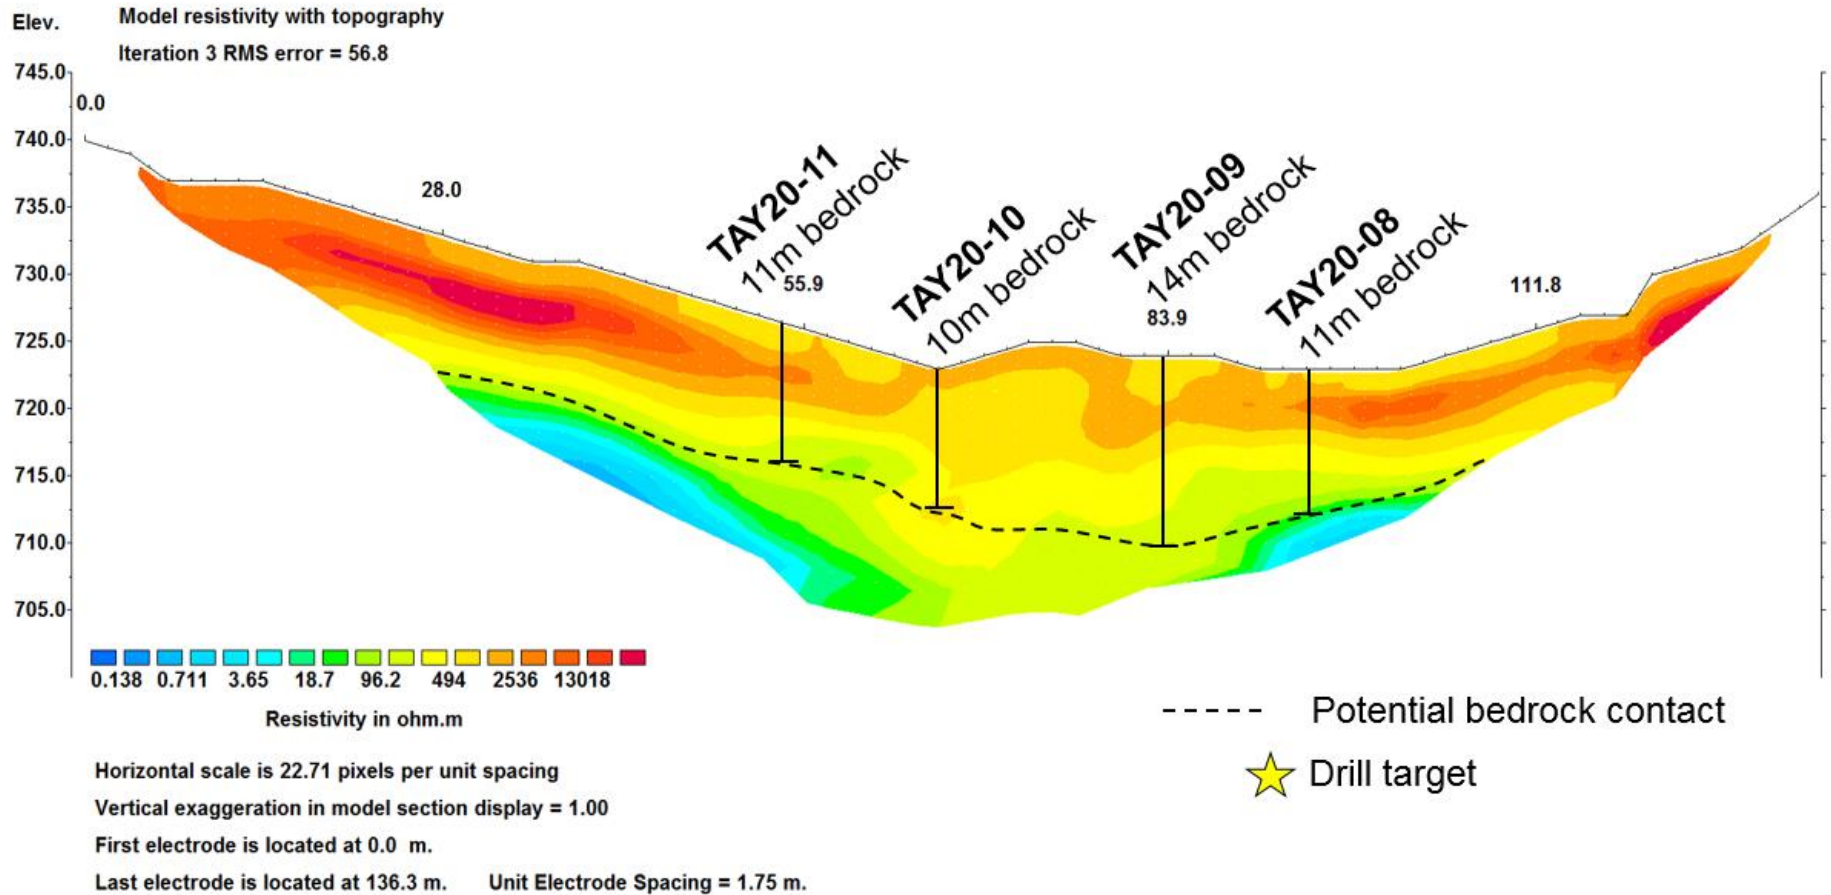 Elev.
Model resistivity with topography
Iteration 3 RMS error = 56.8
745.0
0.0
740.0
735.0
730.0
725.0
720.0
715.0
710.0
705.0
28.0
TAY20-11
11m bedrock
55.9
TAY20-10
10m bedrock
TAY20-09
14m bedrock
83.9
TAY20-08
11m bedrock
111.8
0.138 0.711 3.65 18.7 96.2 494 2536 13018
Resistivity in ohm.m
Potential bedrock contact
Drill target
Horizontal scale is 22.71 pixels per unit spacing
Vertical exaggeration in model section display = 1.00
First electrode is located at 0.0 m.
Last electrode is located at 136.3 m. Unit Electrode Spacing = 1.75 m.